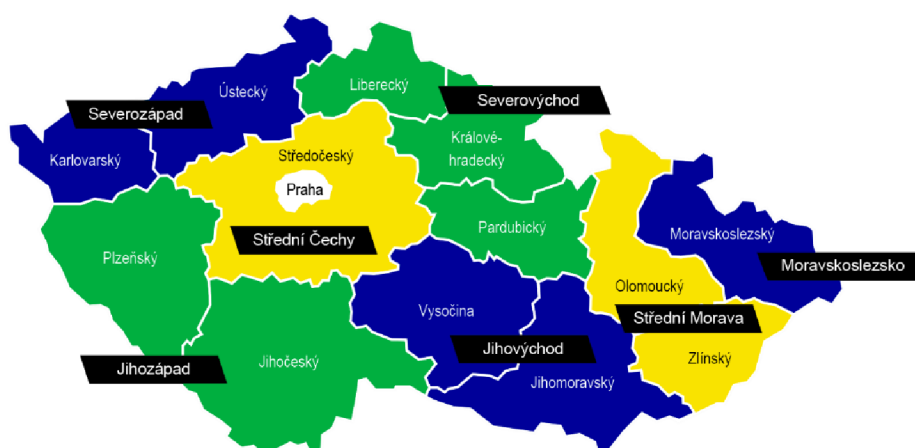 Ústecký
Liberecký
Severozápad
Severovýchod
Karlovarský
Středočeský
Králové-
hradecký
Praha
Plzeňský
Střední Čechy
Pardubický
Moravskoslezský
Moravskoslezsko
Olomoucký
Vysočina
Střední Morava
Jihozápad
Jihočeský
Jihovýchod
Zlínský
Jihomoravský